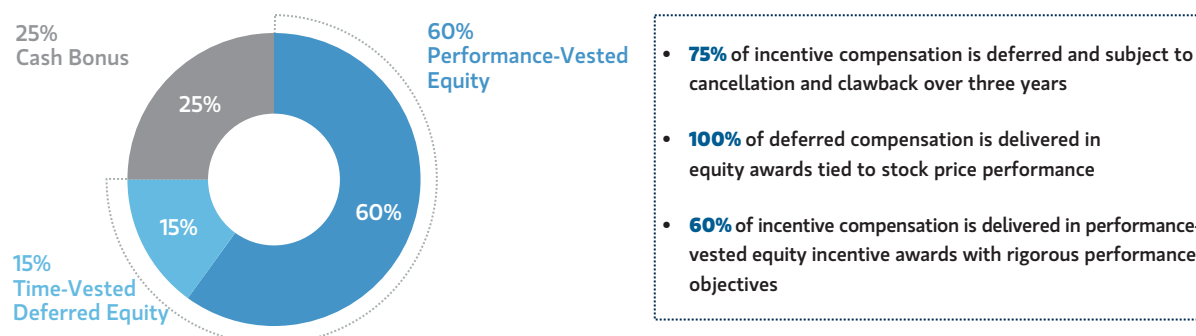 25%
Cash Bonus
60%
Performance-Vested
Equity
25%
60%
15%
15%
Time-Vested
Deferred Equity
• 75% of incentive compensation is deferred and subject to
cancellation and clawback over three years
• 100% of deferred compensation is delivered in
equity awards tied to stock price performance
• 60% of incentive compensation is delivered in performance-
vested equity incentive awards with rigorous performance
objectives